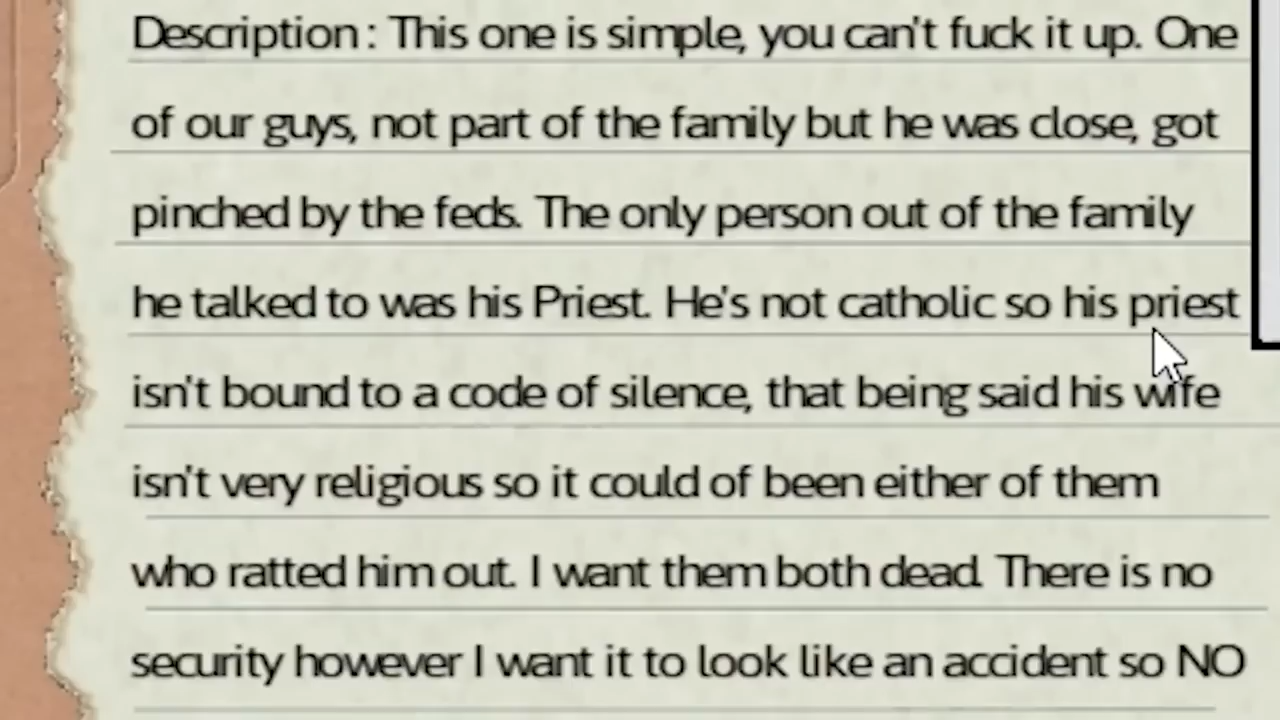 Description : This one is simple, you can't fuck it up. One
of our guys, not part of the family but he was close, got
pinched by the feds. The only person out of the family
he talked to was his Priest. He's not catholic so his priest
isn't bound to a code of silence, that being said his wife
isn't very religious so it could of been either of them
who ratted him out. I want them both dead. There is no
security however I want it to look like an accident so NO